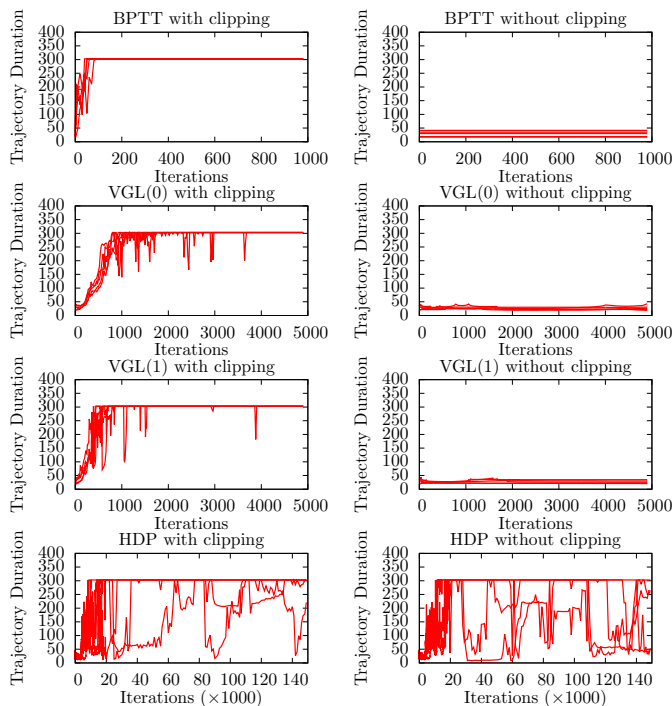 BPTT with clipping
Trajectory Duration
400
350
300
250
200
150
100
50
0
0 200 400 600 800 1000
Iterations
BPTT without clipping
Trajectory Duration
400
350
300
250
200
150
100
50
0
0 200 400 600 800 1000
Iterations
VGL(0) with clipping
Trajectory Duration
400
350
300
250
200
150
100
50
0
0 1000 2000 3000 4000 5000
Iterations
VGL(0) without clipping
Trajectory Duration
400
350
300
250
200
150
100
50
0
0 1000 2000 3000 4000 5000
Iterations
VGL(1) with clipping
Trajectory Duration
400
350
300
250
200
150
100
50
0
0 1000 2000 3000 4000 5000
Iterations
VGL(1) without clipping
Trajectory Duration
400
350
300
250
200
150
100
50
0
0 1000 2000 3000 4000 5000
Iterations
HDP with clipping
Trajectory Duration
400
350
300
250
200
150
100
50
0
0 20 40 60 80 100 120 140
Iterations (×1000)
HDP without clipping
Trajectory Duration
400
350
300
250
200
150
100
50
0
0 20 40 60 80 100 120 140
Iterations (×1000)